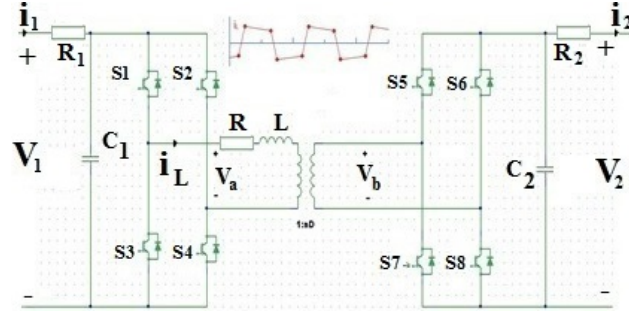 i1
R1
S1
S2
S5
S6
R2
i2
+
+
V1
C1
R
L
iL
+
Va
-
+
Vb
-
C2
V2
1:nD
S3
S4
S7
S8
-
-